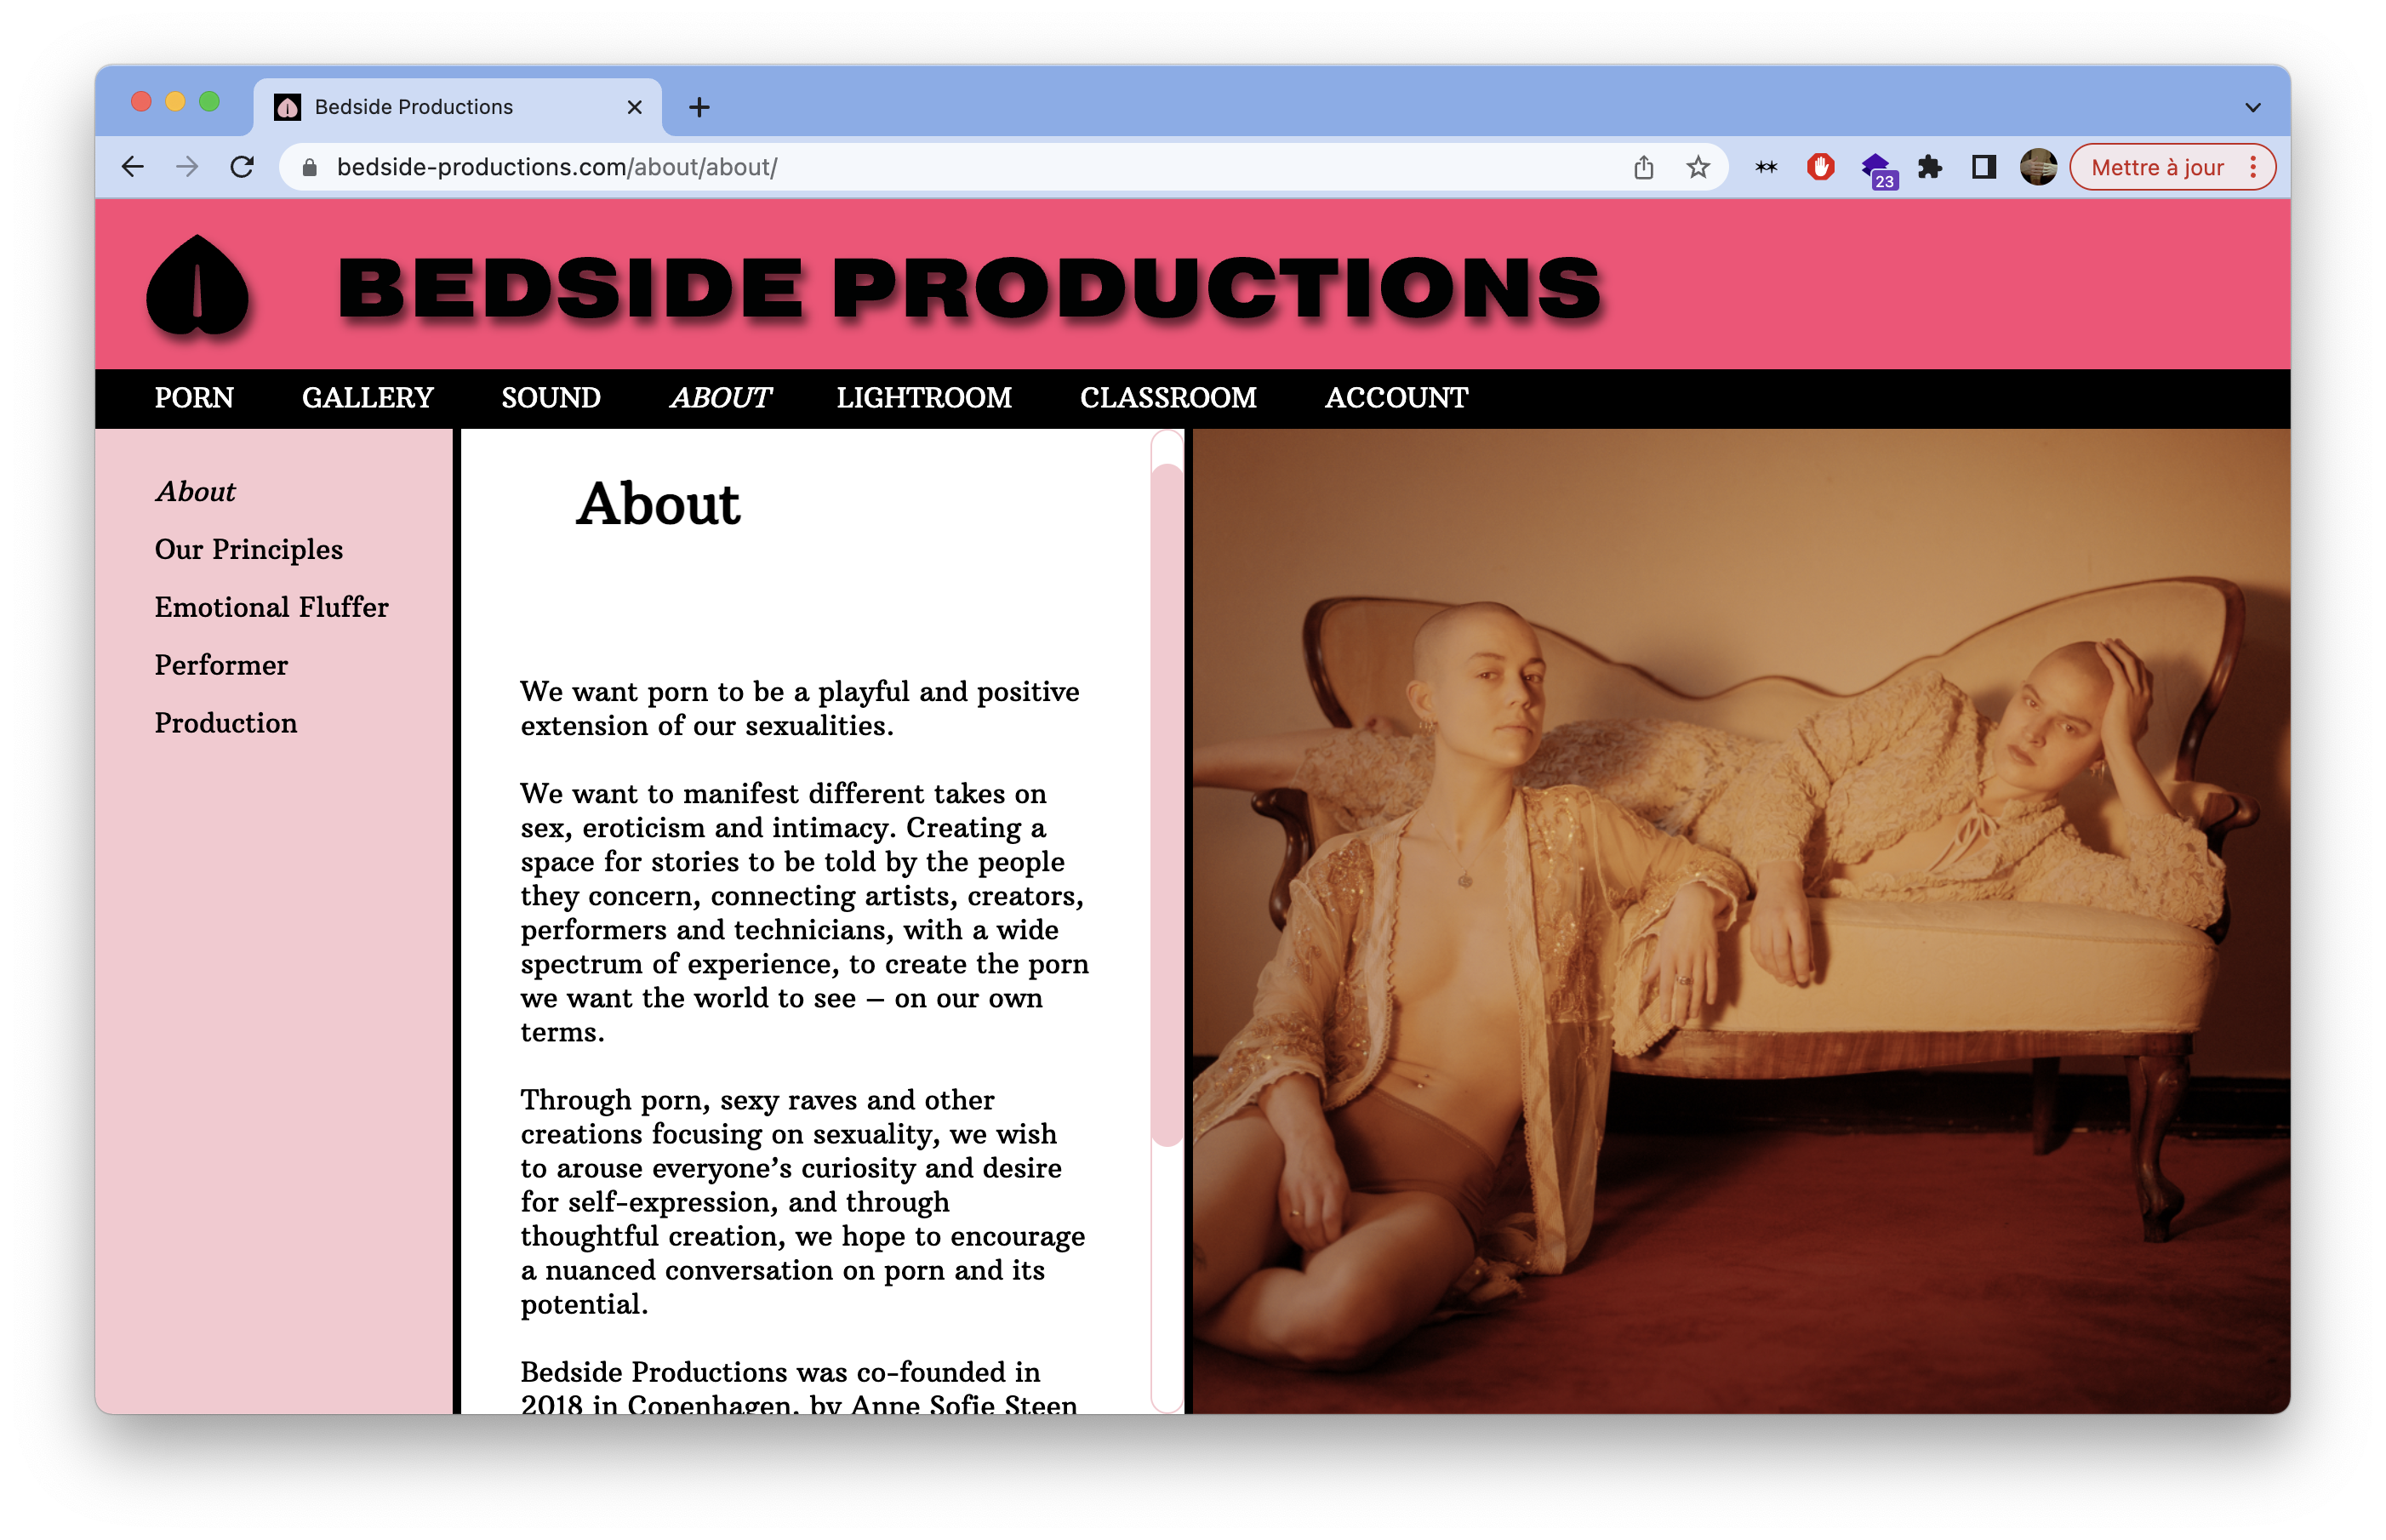 Bedside Productions
bedside-productions.com/about/about/
23
Mettre à jour
BEDSIDE PRODUCTIONS
PORN GALLERY SOUND ABOUT LIGHTROOM CLASSROOM ACCOUNT
About
Our Principles
Emotional Fluffer
Performer
Production
About
We want porn to be a playful and positive
extension of our sexualities.
We want to manifest different takes on
sex, eroticism and intimacy. Creating a
space for stories to be told by the people
they concern, connecting artists, creators,
performers and technicians, with a wide
spectrum of experience, to create the porn
we want the world to see – on our own
terms.
Through porn, sexy raves and other
creations focusing on sexuality, we wish
to arouse everyone’s curiosity and desire
for self-expression, and through
thoughtful creation, we hope to encourage
a nuanced conversation on porn and its
potential.
Bedside Productions was co-founded in
2018 in Copenhagen, by Anne Sofie Steen